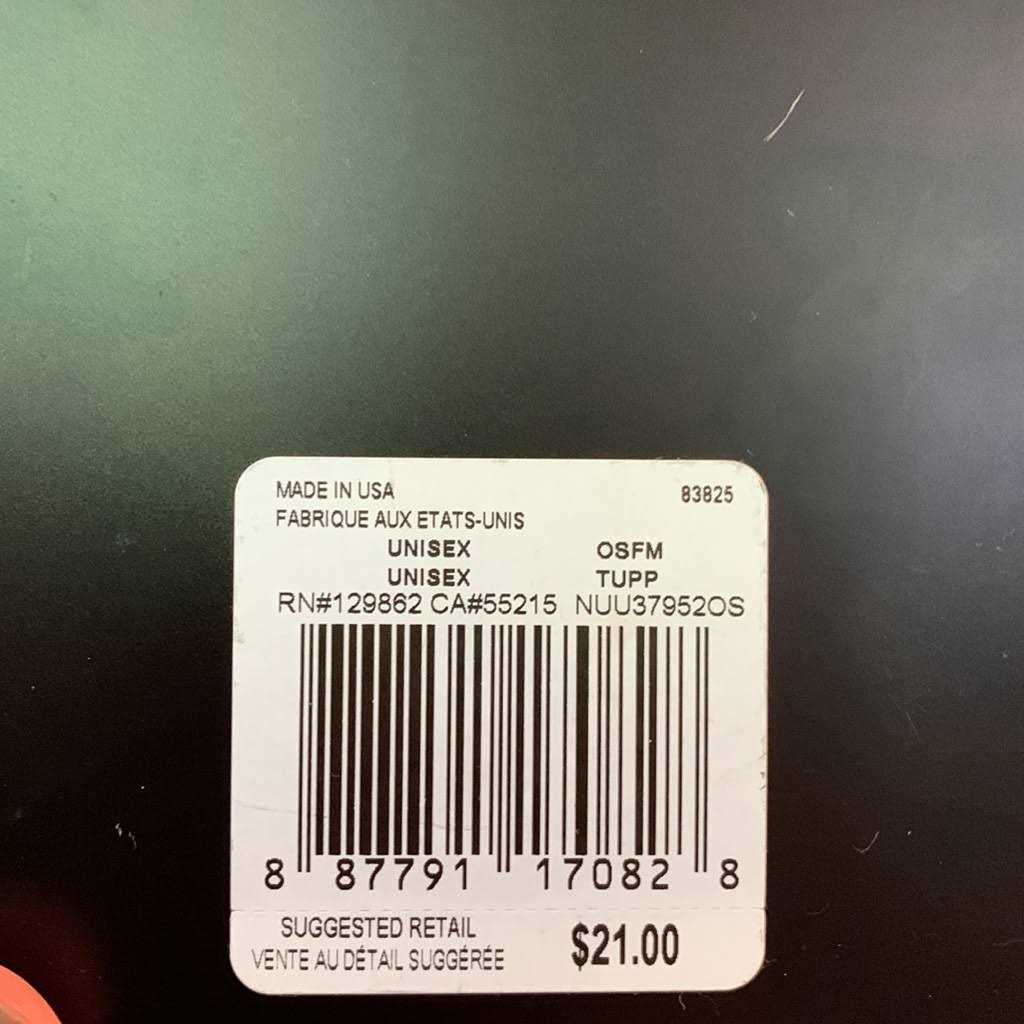 MADE IN USA 83825
FABRIQUE AUX ETATS-UNIS
UNISEX OSFM
UNISEX TUPP
RN#129862 CA#55215 NUU37952OS
8 87791 17082 8
SUGGESTED RETAIL
VENTE AU DÉTAIL SUGGÉRÉE
$21.00